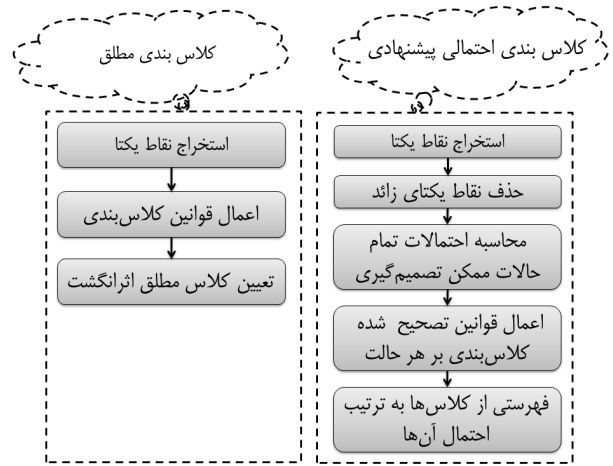 کلاس بندی احتمالی پیشنهادی
استخراج نقاط یکتا
حذف نقاط یکتای زائد
محاسبه احتمالات تمام
حالات ممکن تصمیم‌گیری
اعمال قوانین تصحیح شده
کلاس‌بندی بر هر حالت
فهرستی از کلاس‌ها به ترتیب
احتمال آن‌ها
کلاس بندی مطلق
استخراج نقاط یکتا
اعمال قوانین کلاس‌بندی
تعیین کلاس مطلق اثرانگشت